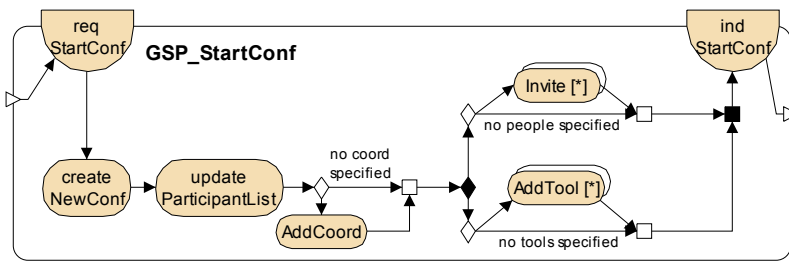 req
StartConf
GSP_StartConf
ind
StartConf
Invite [*]
no people specified
no coord
specified
create
NewConf
update
ParticipantList
AddTool [*]
AddCoord
no tools specified